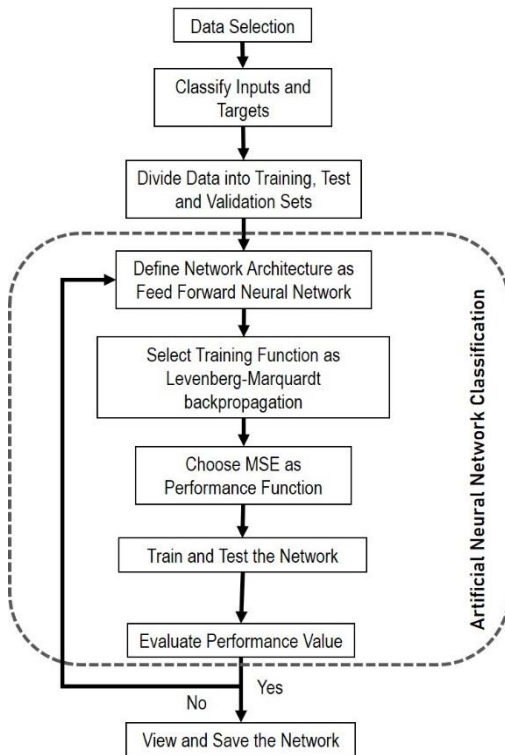 Data Selection
Classify Inputs and
Targets
Divide Data into Training, Test
and Validation Sets
Define Network Architecture as
Feed Forward Neural Network
Select Training Function as
Levenberg-Marquardt
backpropagation
Choose MSE as
Performance Function
Train and Test the Network
Evaluate Performance Value
Artificial Neural Network Classification
No
Yes
View and Save the Network